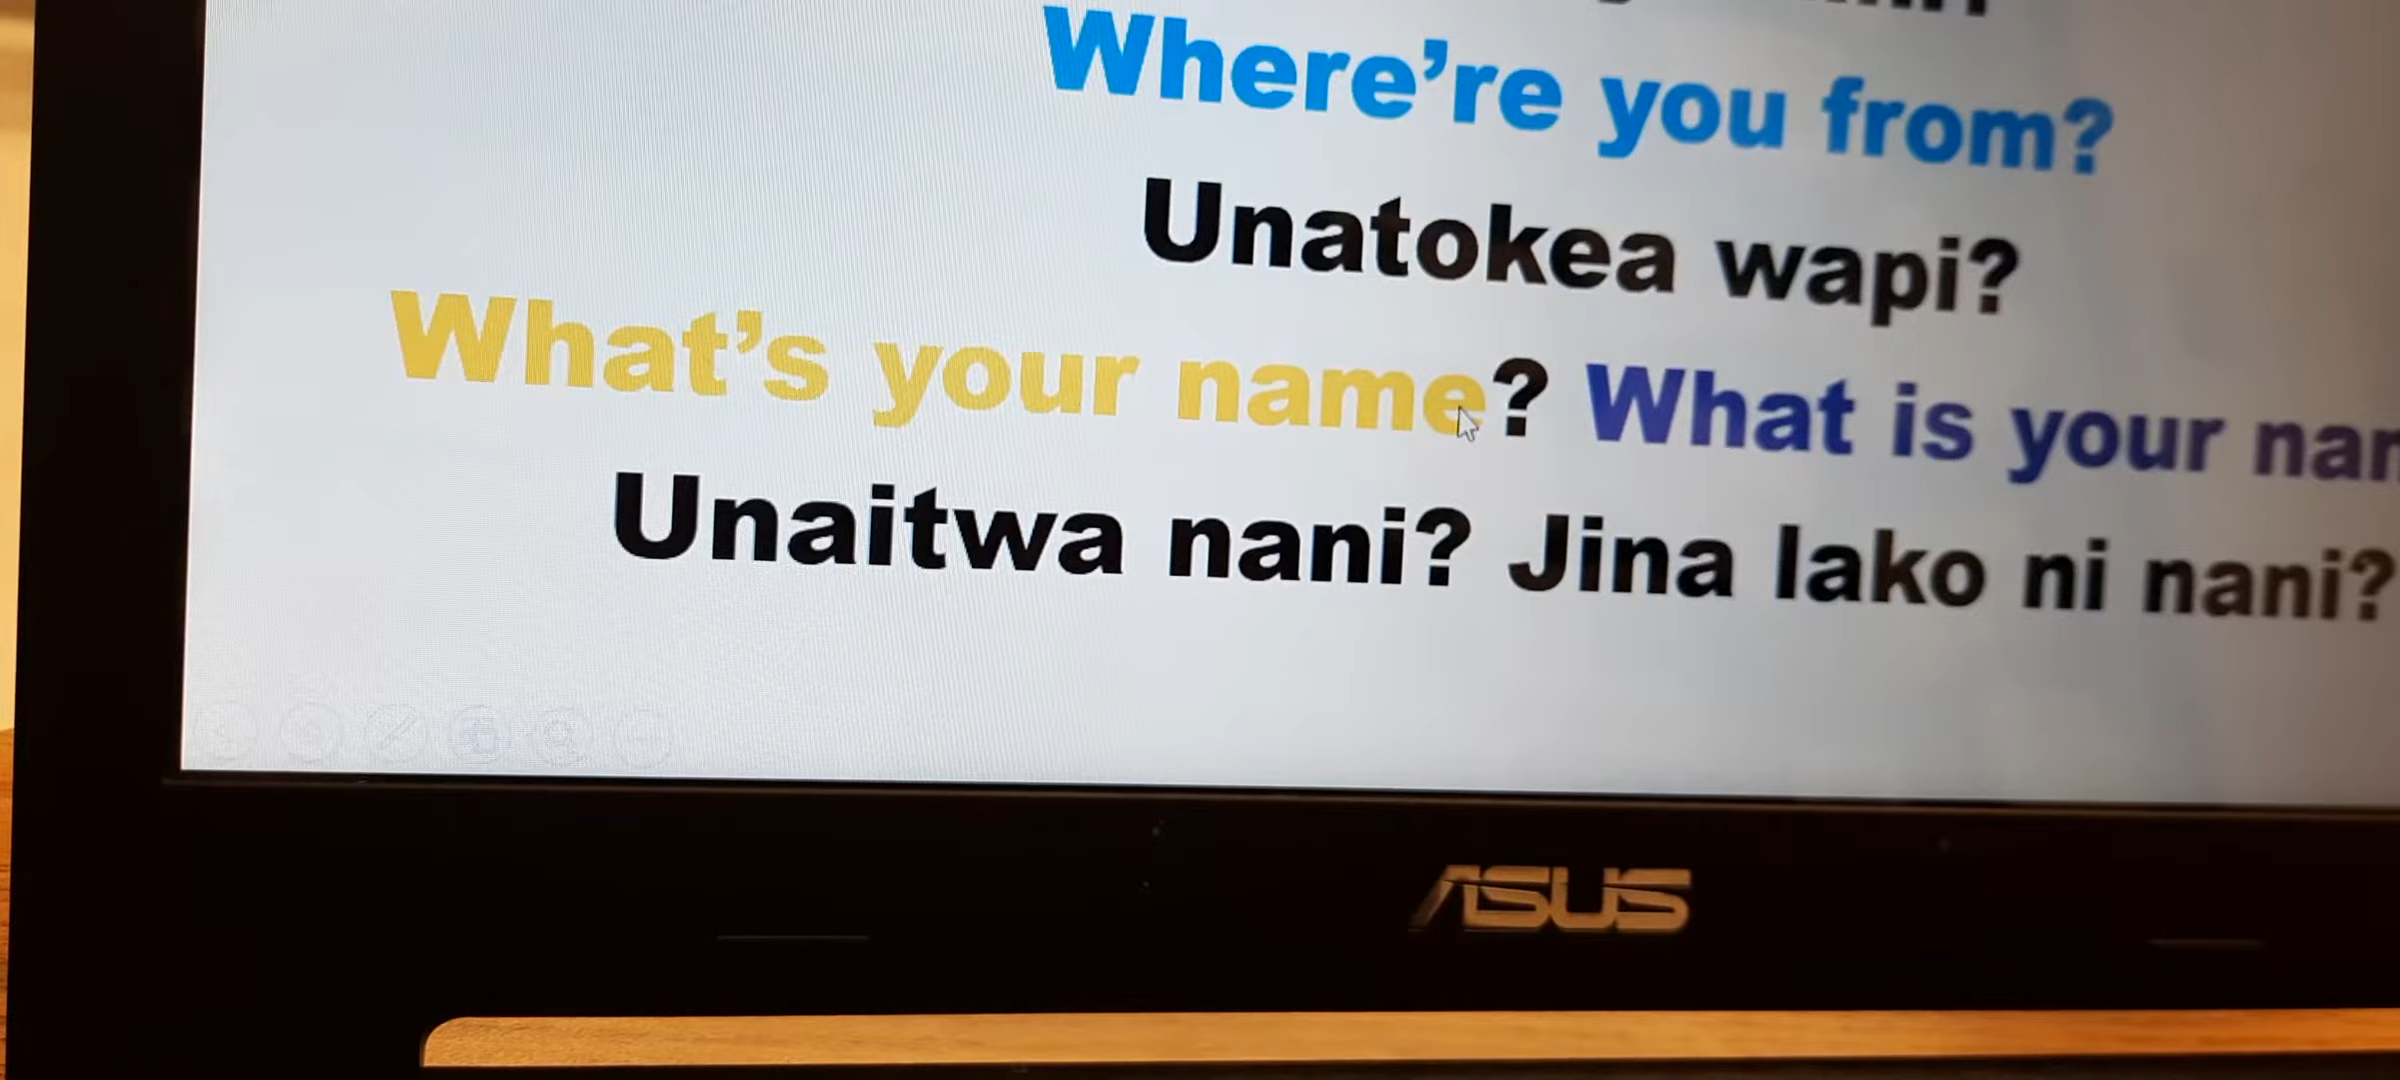 Where're you from?
Unatokea wapi?
What's your name? What is your
Unaitwa nani? Jina lako ni nani?
ASUS